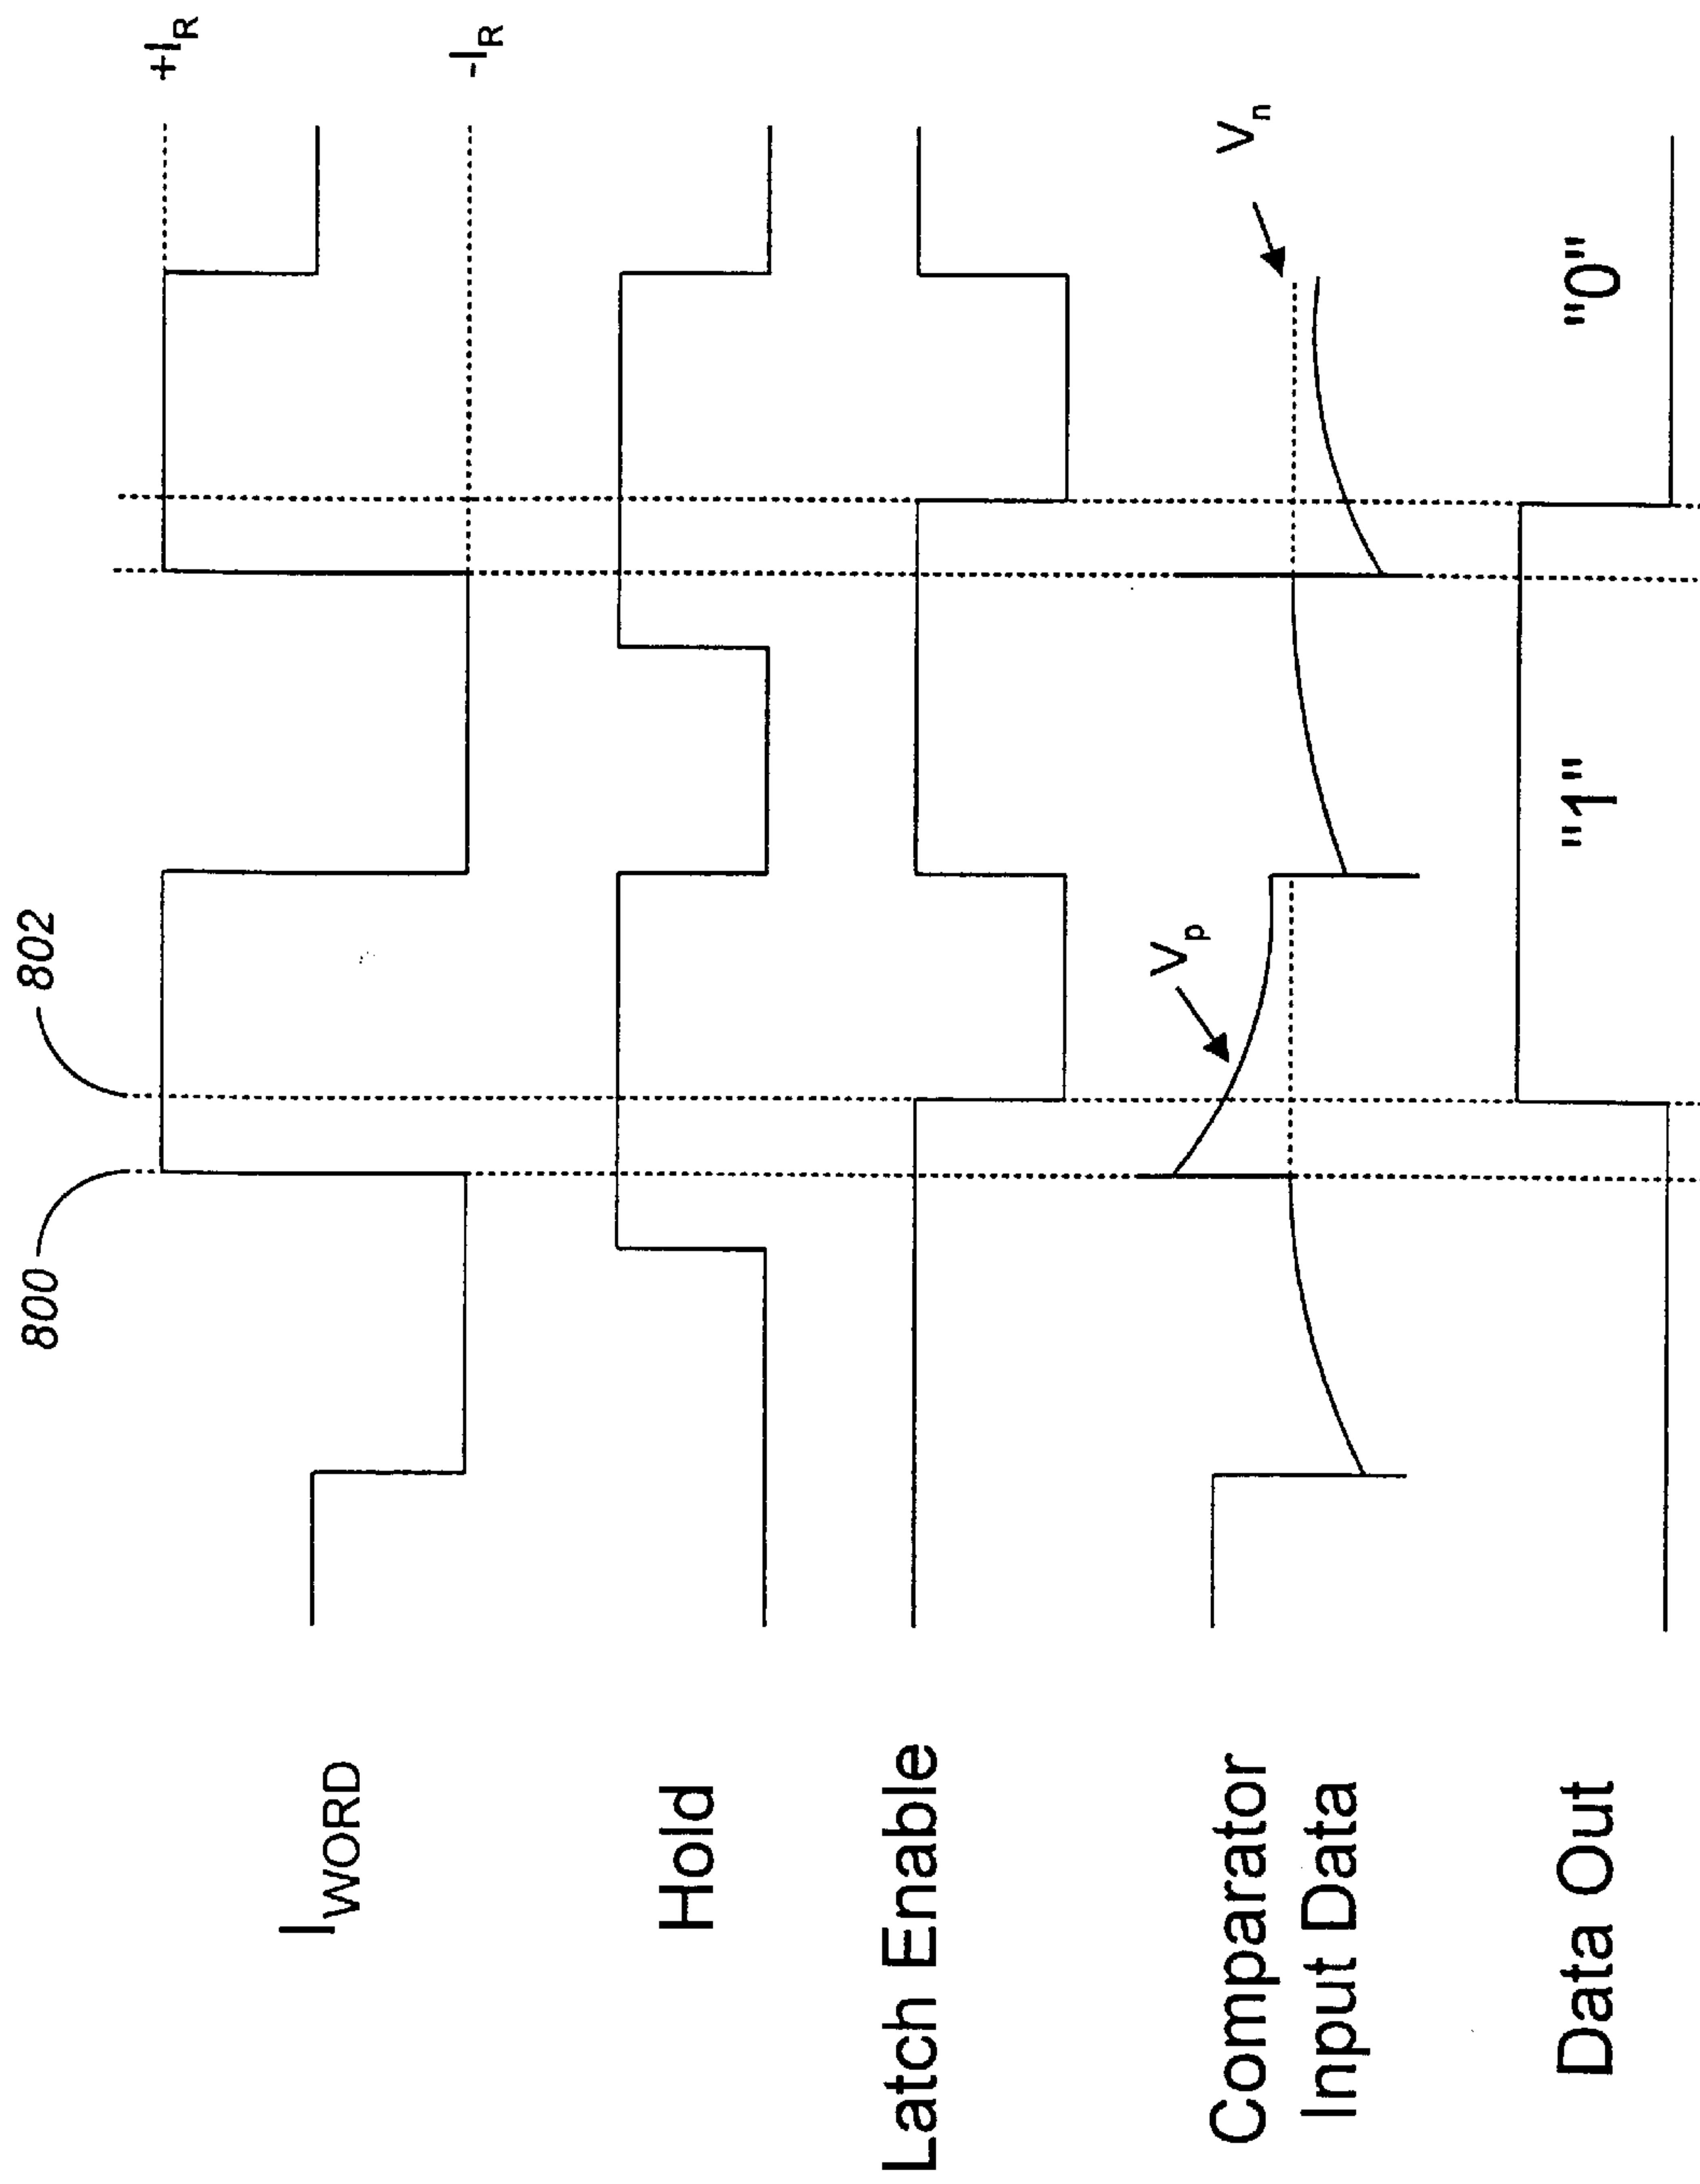 800
802
+I_R
-I_R
I_WORD
Hold
Latch Enable
V_p
V_n
Comparator
Input Data
"1"
"0"
Data Out